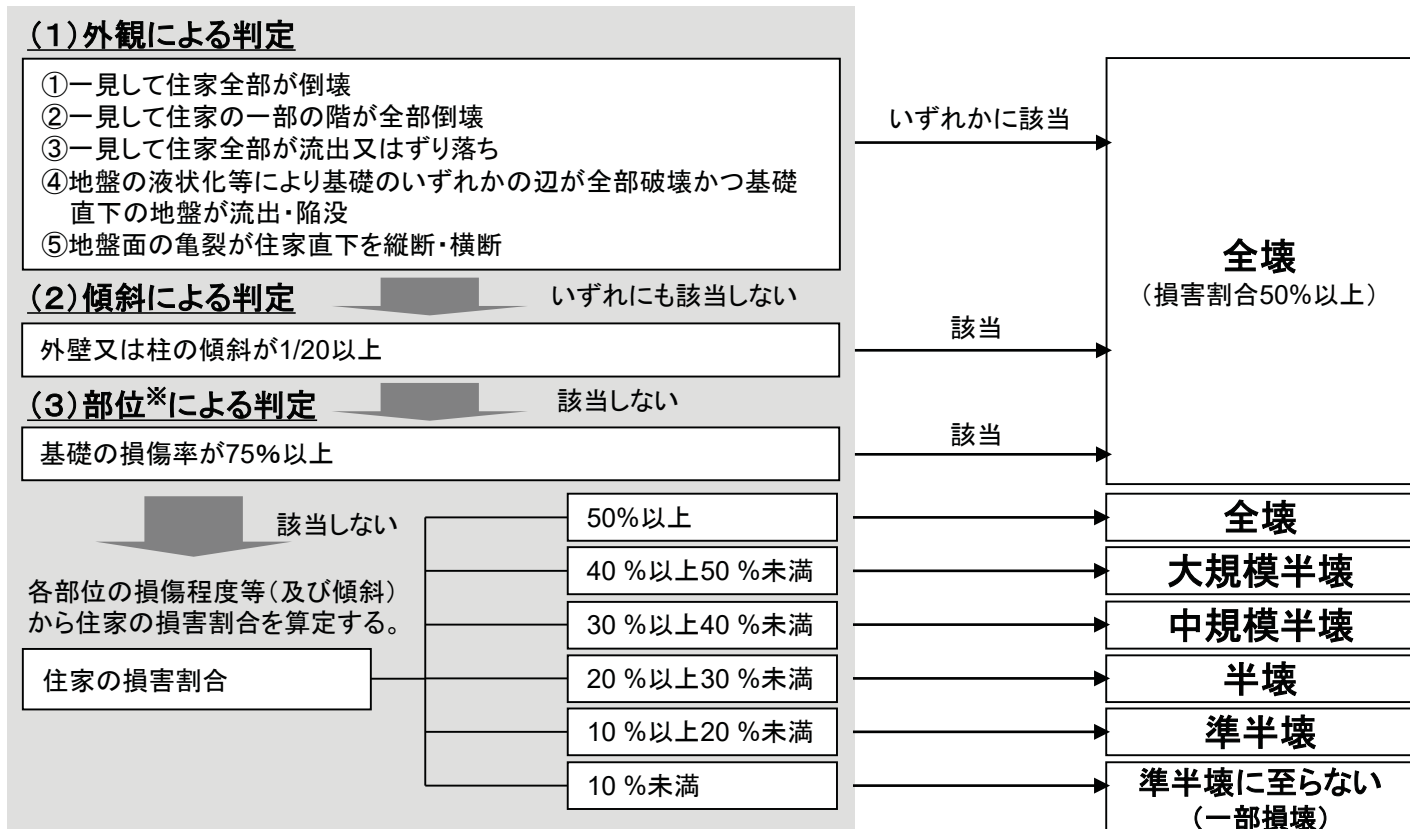 (1)外観による判定
①一見して住家全部が倒壊
②一見して住家の一部の階が全部倒壊
③一見して住家全部が流出又はずり落ち
④地盤の液状化等により基礎のいずれかの辺が全部破壊かつ基礎
直下の地盤が流出・陥没
⑤地盤面の亀裂が住家直下を縦断・横断
いずれかに該当
全壊
(損害割合50%以上)
(2)傾斜による判定
いずれにも該当しない
外壁又は柱の傾斜が1/20以上
該当
(3)部位※による判定
該当しない
基礎の損傷率が75%以上
該当
該当しない
各部位の損傷程度等(及び傾斜)
から住家の損害割合を算定する。
住家の損害割合
50%以上
全壊
40 %以上50 %未満
大規模半壊
30 %以上40 %未満
中規模半壊
20 %以上30 %未満
半壊
10 %以上20 %未満
準半壊
10 %未満
準半壊に至らない
(一部損壊)